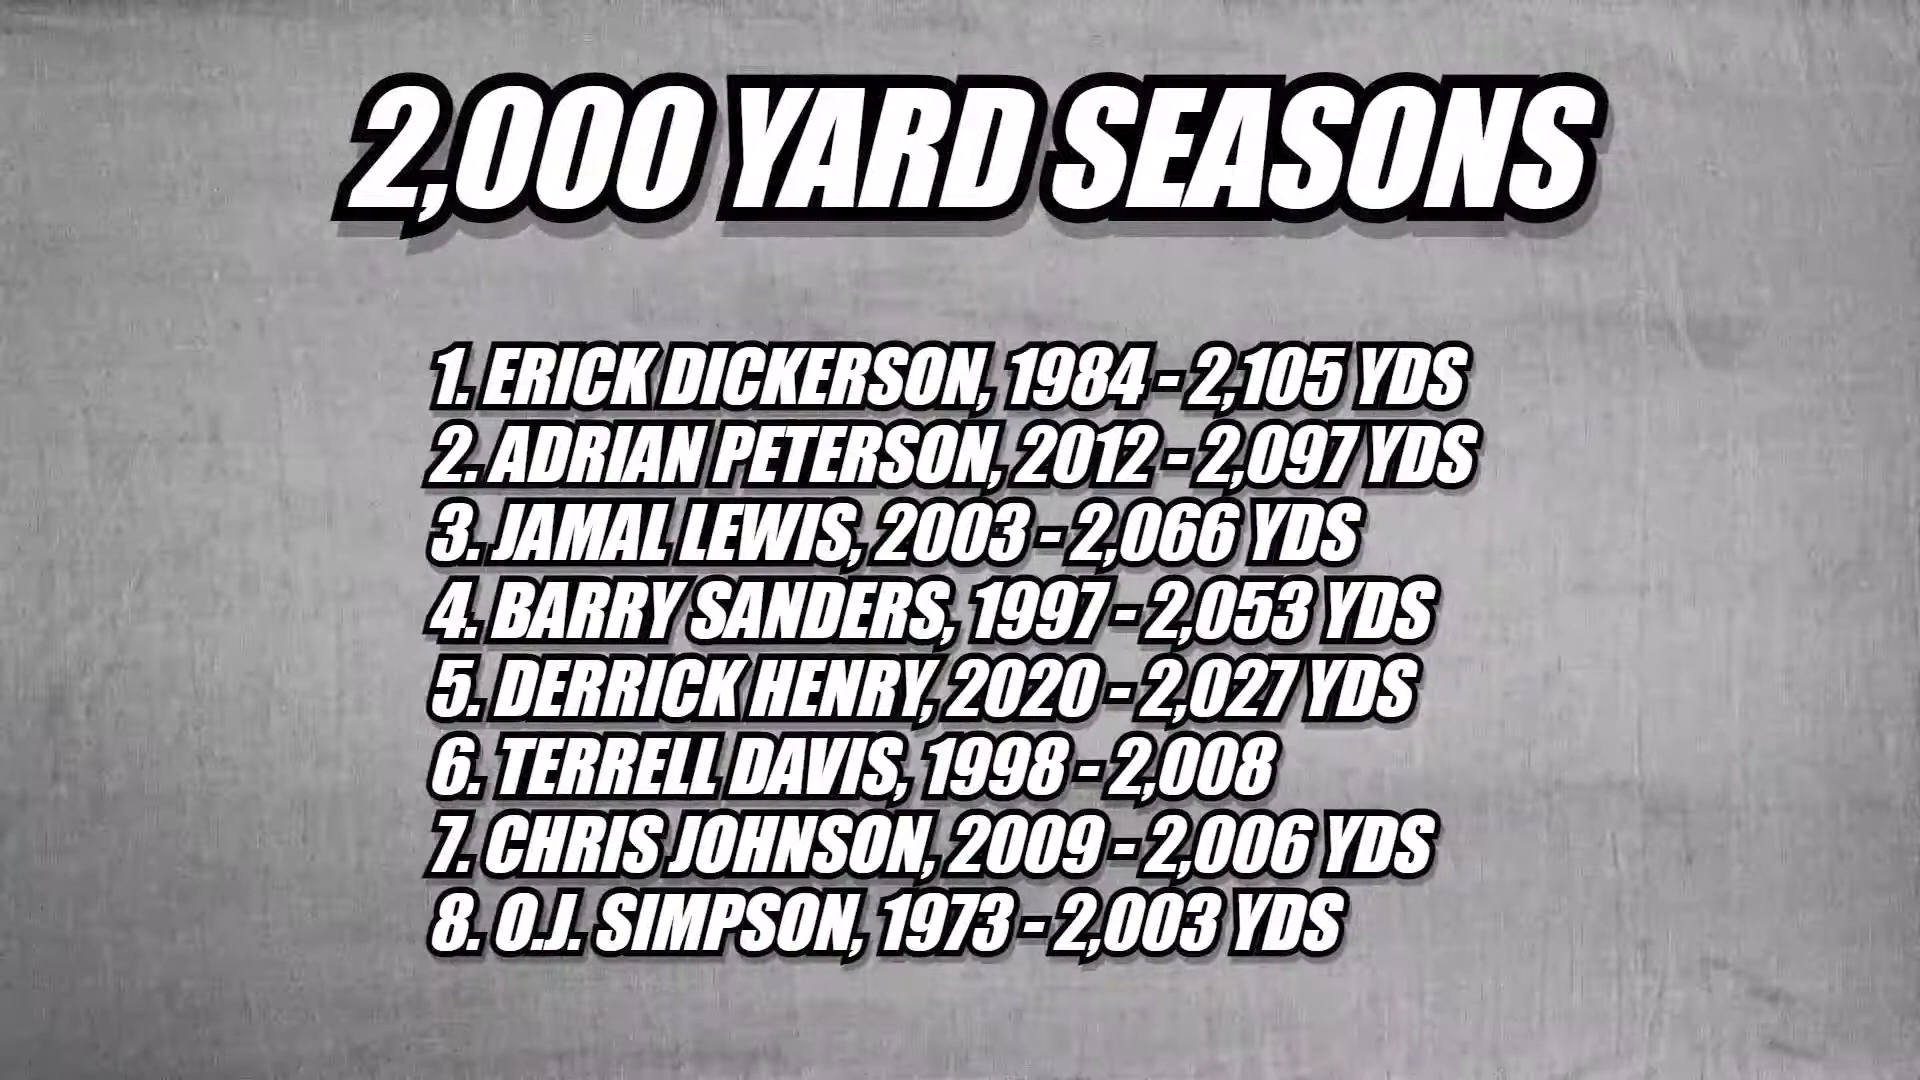 2,000 YARD SEASONS
1. ERICK DICKERSON, 1984 - 2,105 YDS
2. ADRIAN PETERSON, 2012 - 2,097 YDS
3. JAMAL LEWIS, 2003 - 2,066 YDS
4. BARRY SANDERS, 1997 - 2,053 YDS
5. DERRICK HENRY, 2020 - 2,027 YDS
6. TERRELL DAVIS, 1998 - 2,008
7. CHRIS JOHNSON, 2009 - 2,006 YDS
8. O.J. SIMPSON, 1973 - 2,003 YDS